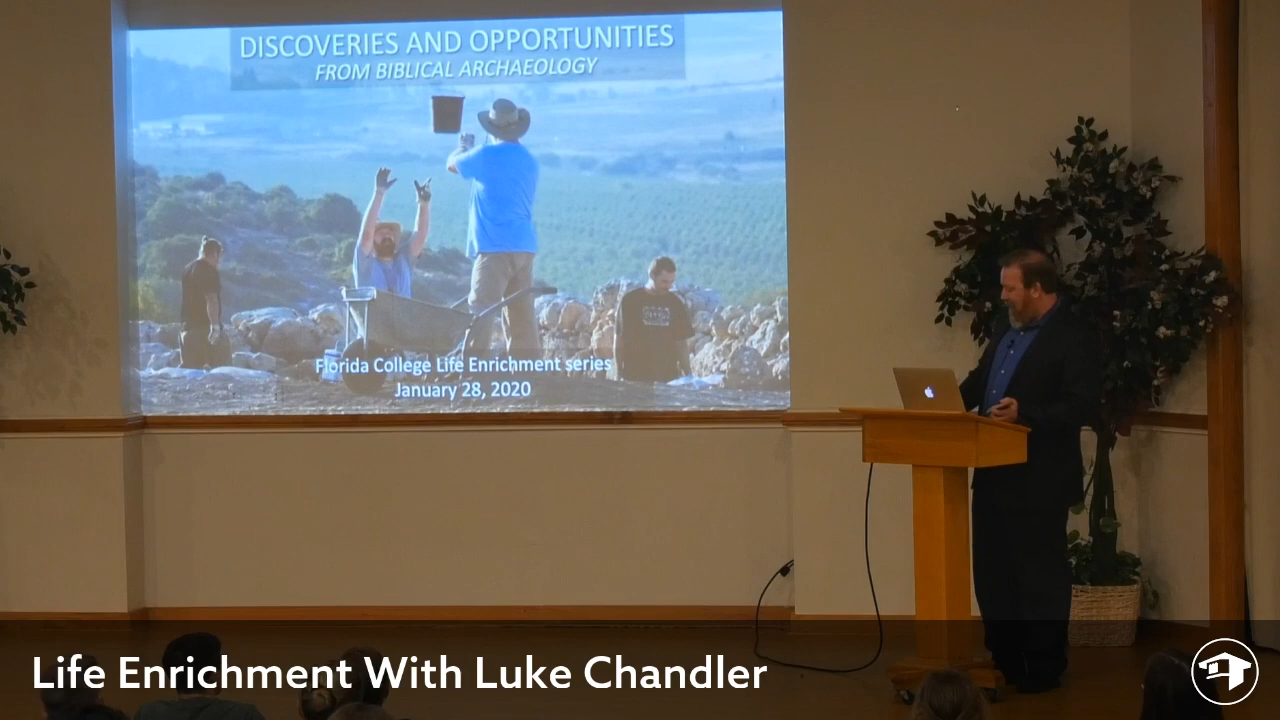 DISCOVERIES AND OPPORTUNITIES
FROM BIBLICAL ARCHAEOLOGY
Florida College Life Enrichment series
January 28, 2020
Life Enrichment With Luke Chandler